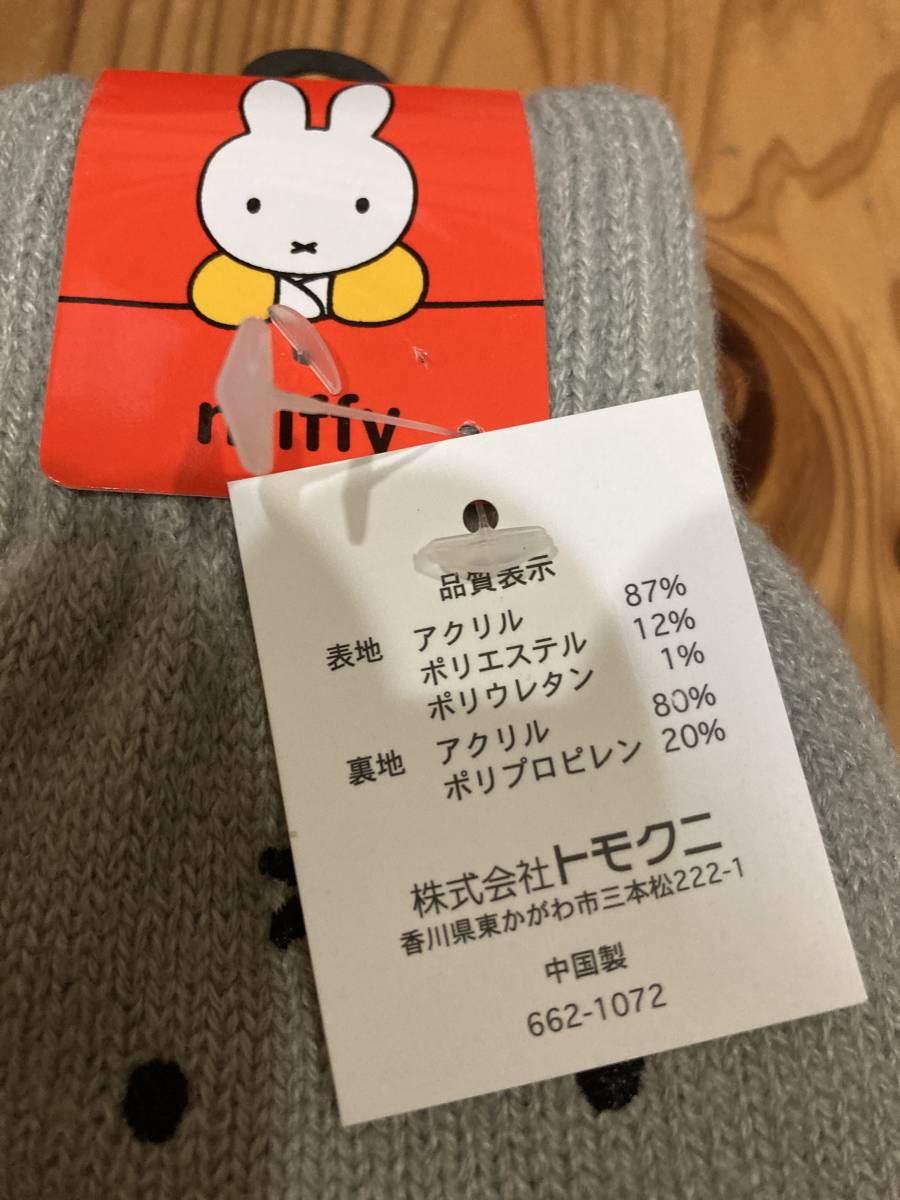 miffy
品質表示
表地 アクリル 87%
ポリエステル 12%
ポリウレタン 1%
裏地 アクリル 80%
ポリプロピレン 20%
株式会社トモクニ
香川県東かがわ市三本松222-1
中国製
662-1072